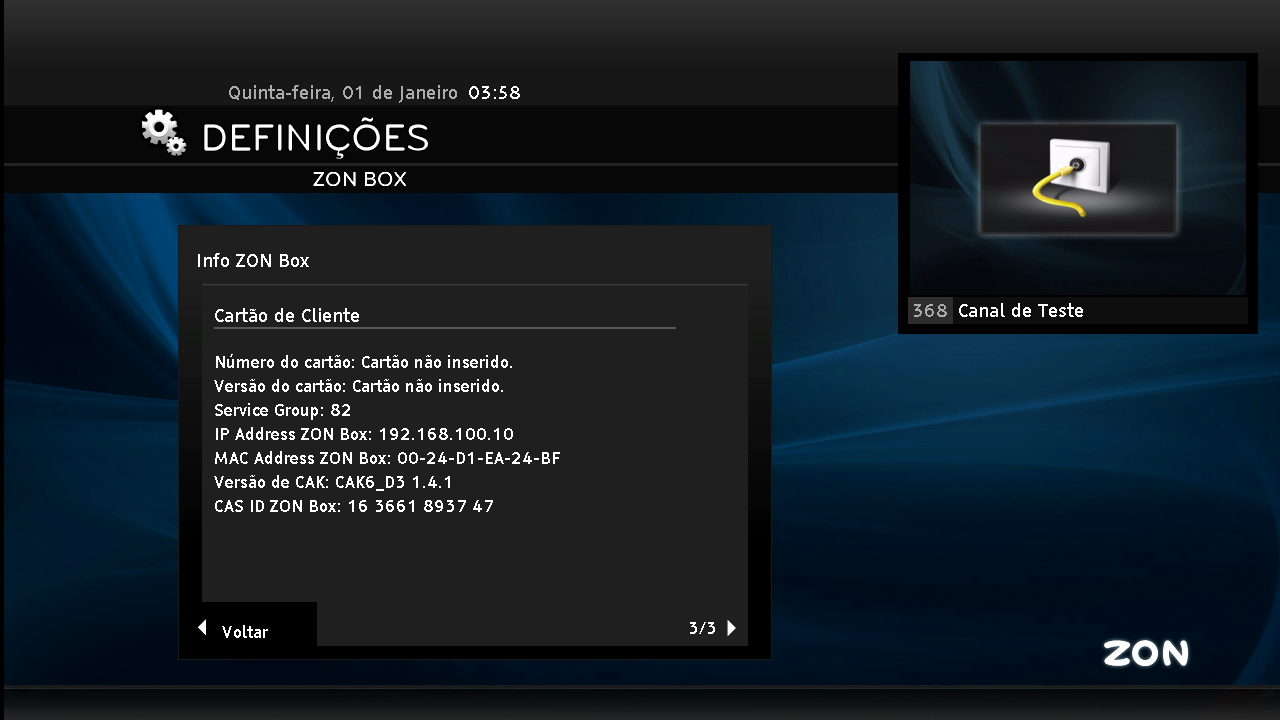 Quinta-feira, 01 de Janeiro 03:58
DEFINIÇÕES
ZON BOX
Info ZON Box
Cartão de Cliente
Número do cartão: Cartão não inserido.
Versão do cartão: Cartão não inserido.
Service Group: 82
IP Address ZON Box: 192.168.100.10
MAC Address ZON Box: 00-24-D1-EA-24-BF
Versão de CAK: CAK6_D3 1.4.1
CAS ID ZON Box: 16 3661 8937 47
Voltar
3/3
368 Canal de Teste
ZON